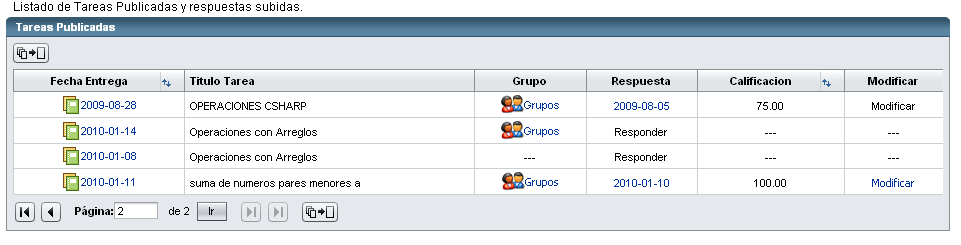 Listado de Tareas Publicadas y respuestas subidas.
Tareas Publicadas
Fecha Entrega Titulo Tarea Grupo Respuesta Calificacion Modificar
2009-08-28 OPERACIONES CSHARP Grupos 2009-08-05 75.00 Modificar
2010-01-14 Operaciones con Arreglos Grupos Responder --- ---
2010-01-08 Operaciones con Arreglos --- Responder --- ---
2010-01-11 suma de numeros pares menores a Grupos 2010-01-10 100.00 Modificar
Página: 2 de 2 Ir